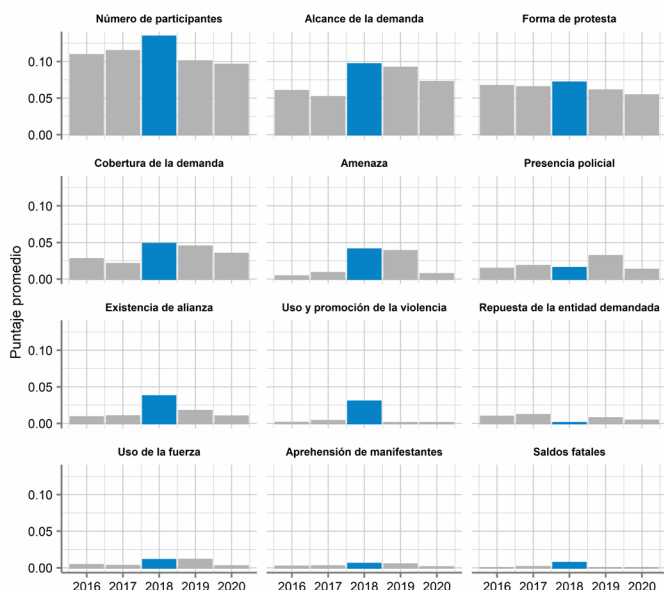 Número de participantes
Alcance de la demanda
Forma de protesta
0.10
0.05
0.00
Cobertura de la demanda
Amenaza
Presencia policial
0.10
0.05
0.00
Existencia de alianza
Uso y promoción de la violencia
Repuesta de la entidad demandada
0.10
0.05
0.00
Uso de la fuerza
Aprehensión de manifestantes
Saldos fatales
0.10
0.05
0.00
2016 2017 2018 2019 2020
2016 2017 2018 2019 2020
2016 2017 2018 2019 2020
Puntaje promedio